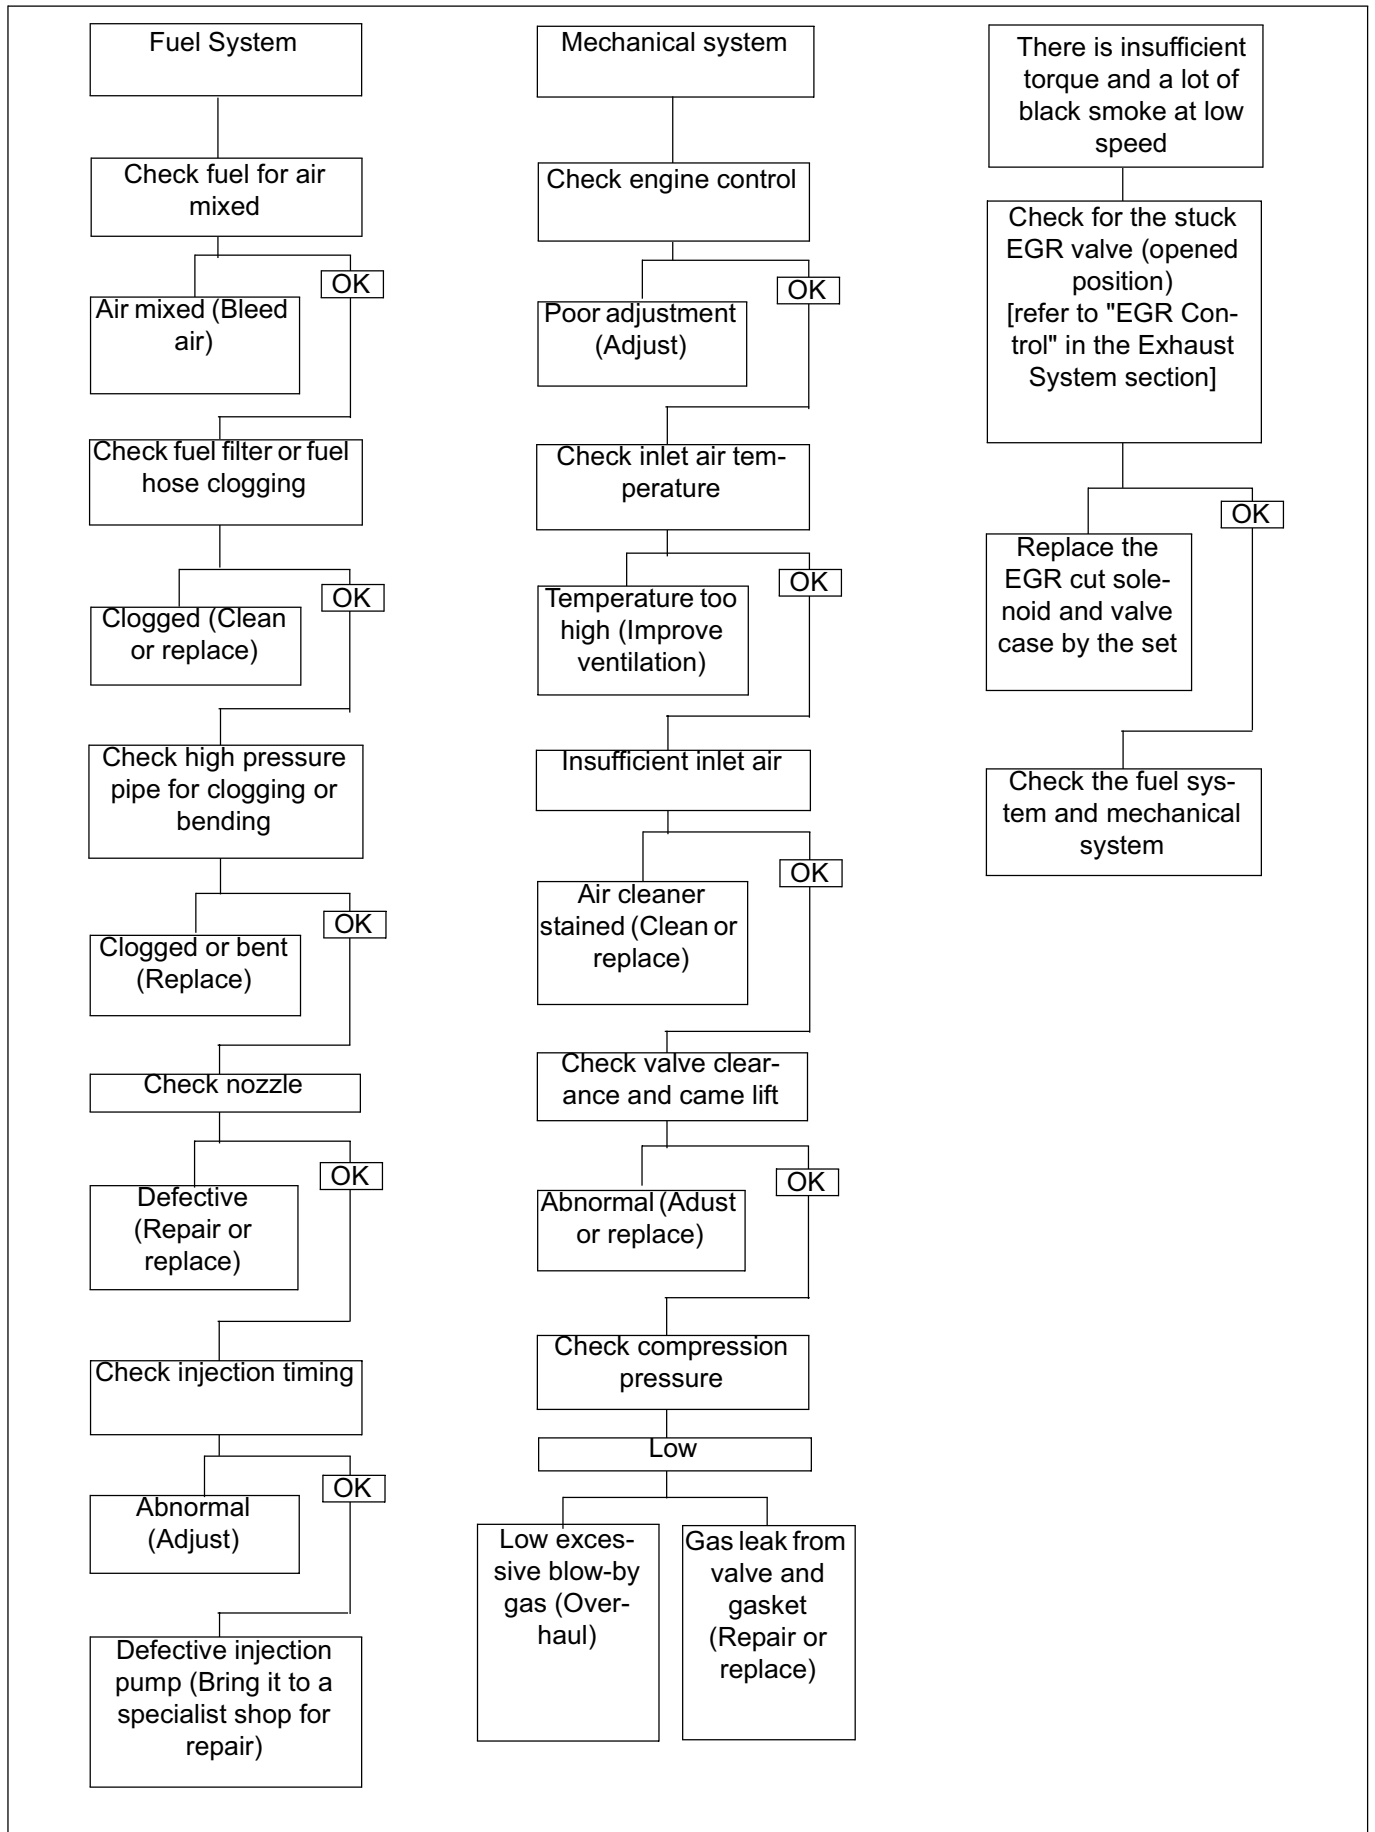 Fuel System
Check fuel for air
mixed
OK
Air mixed (Bleed
air)
Check fuel filter or fuel
hose clogging
OK
Clogged (Clean
or replace)
Check high pressure
pipe for clogging or
bending
OK
Clogged or bent
(Replace)
Check nozzle
OK
Defective
(Repair or
replace)
Check injection timing
OK
Abnormal
(Adjust)
Defective injection
pump (Bring it to a
specialist shop for
repair)
Mechanical system
Check engine control
OK
Poor adjustment
(Adjust)
Check inlet air tem-
perature
OK
Temperature too
high (Improve
ventilation)
Insufficient inlet air
OK
Air cleaner
stained (Clean or
replace)
Check valve clear-
ance and came lift
OK
Abnormal (Adust
or replace)
Check compression
pressure
Low
Low exces-
sive blow-by
gas (Over-
haul)
Gas leak from
valve and
gasket
(Repair or
replace)
There is insufficient
torque and a lot of
black smoke at low
speed
Check for the stuck
EGR valve (opened
position)
[refer to "EGR Con-
trol" in the Exhaust
System section]
OK
Replace the
EGR cut sole-
noid and valve
case by the set
Check the fuel sys-
tem and mechanical
system